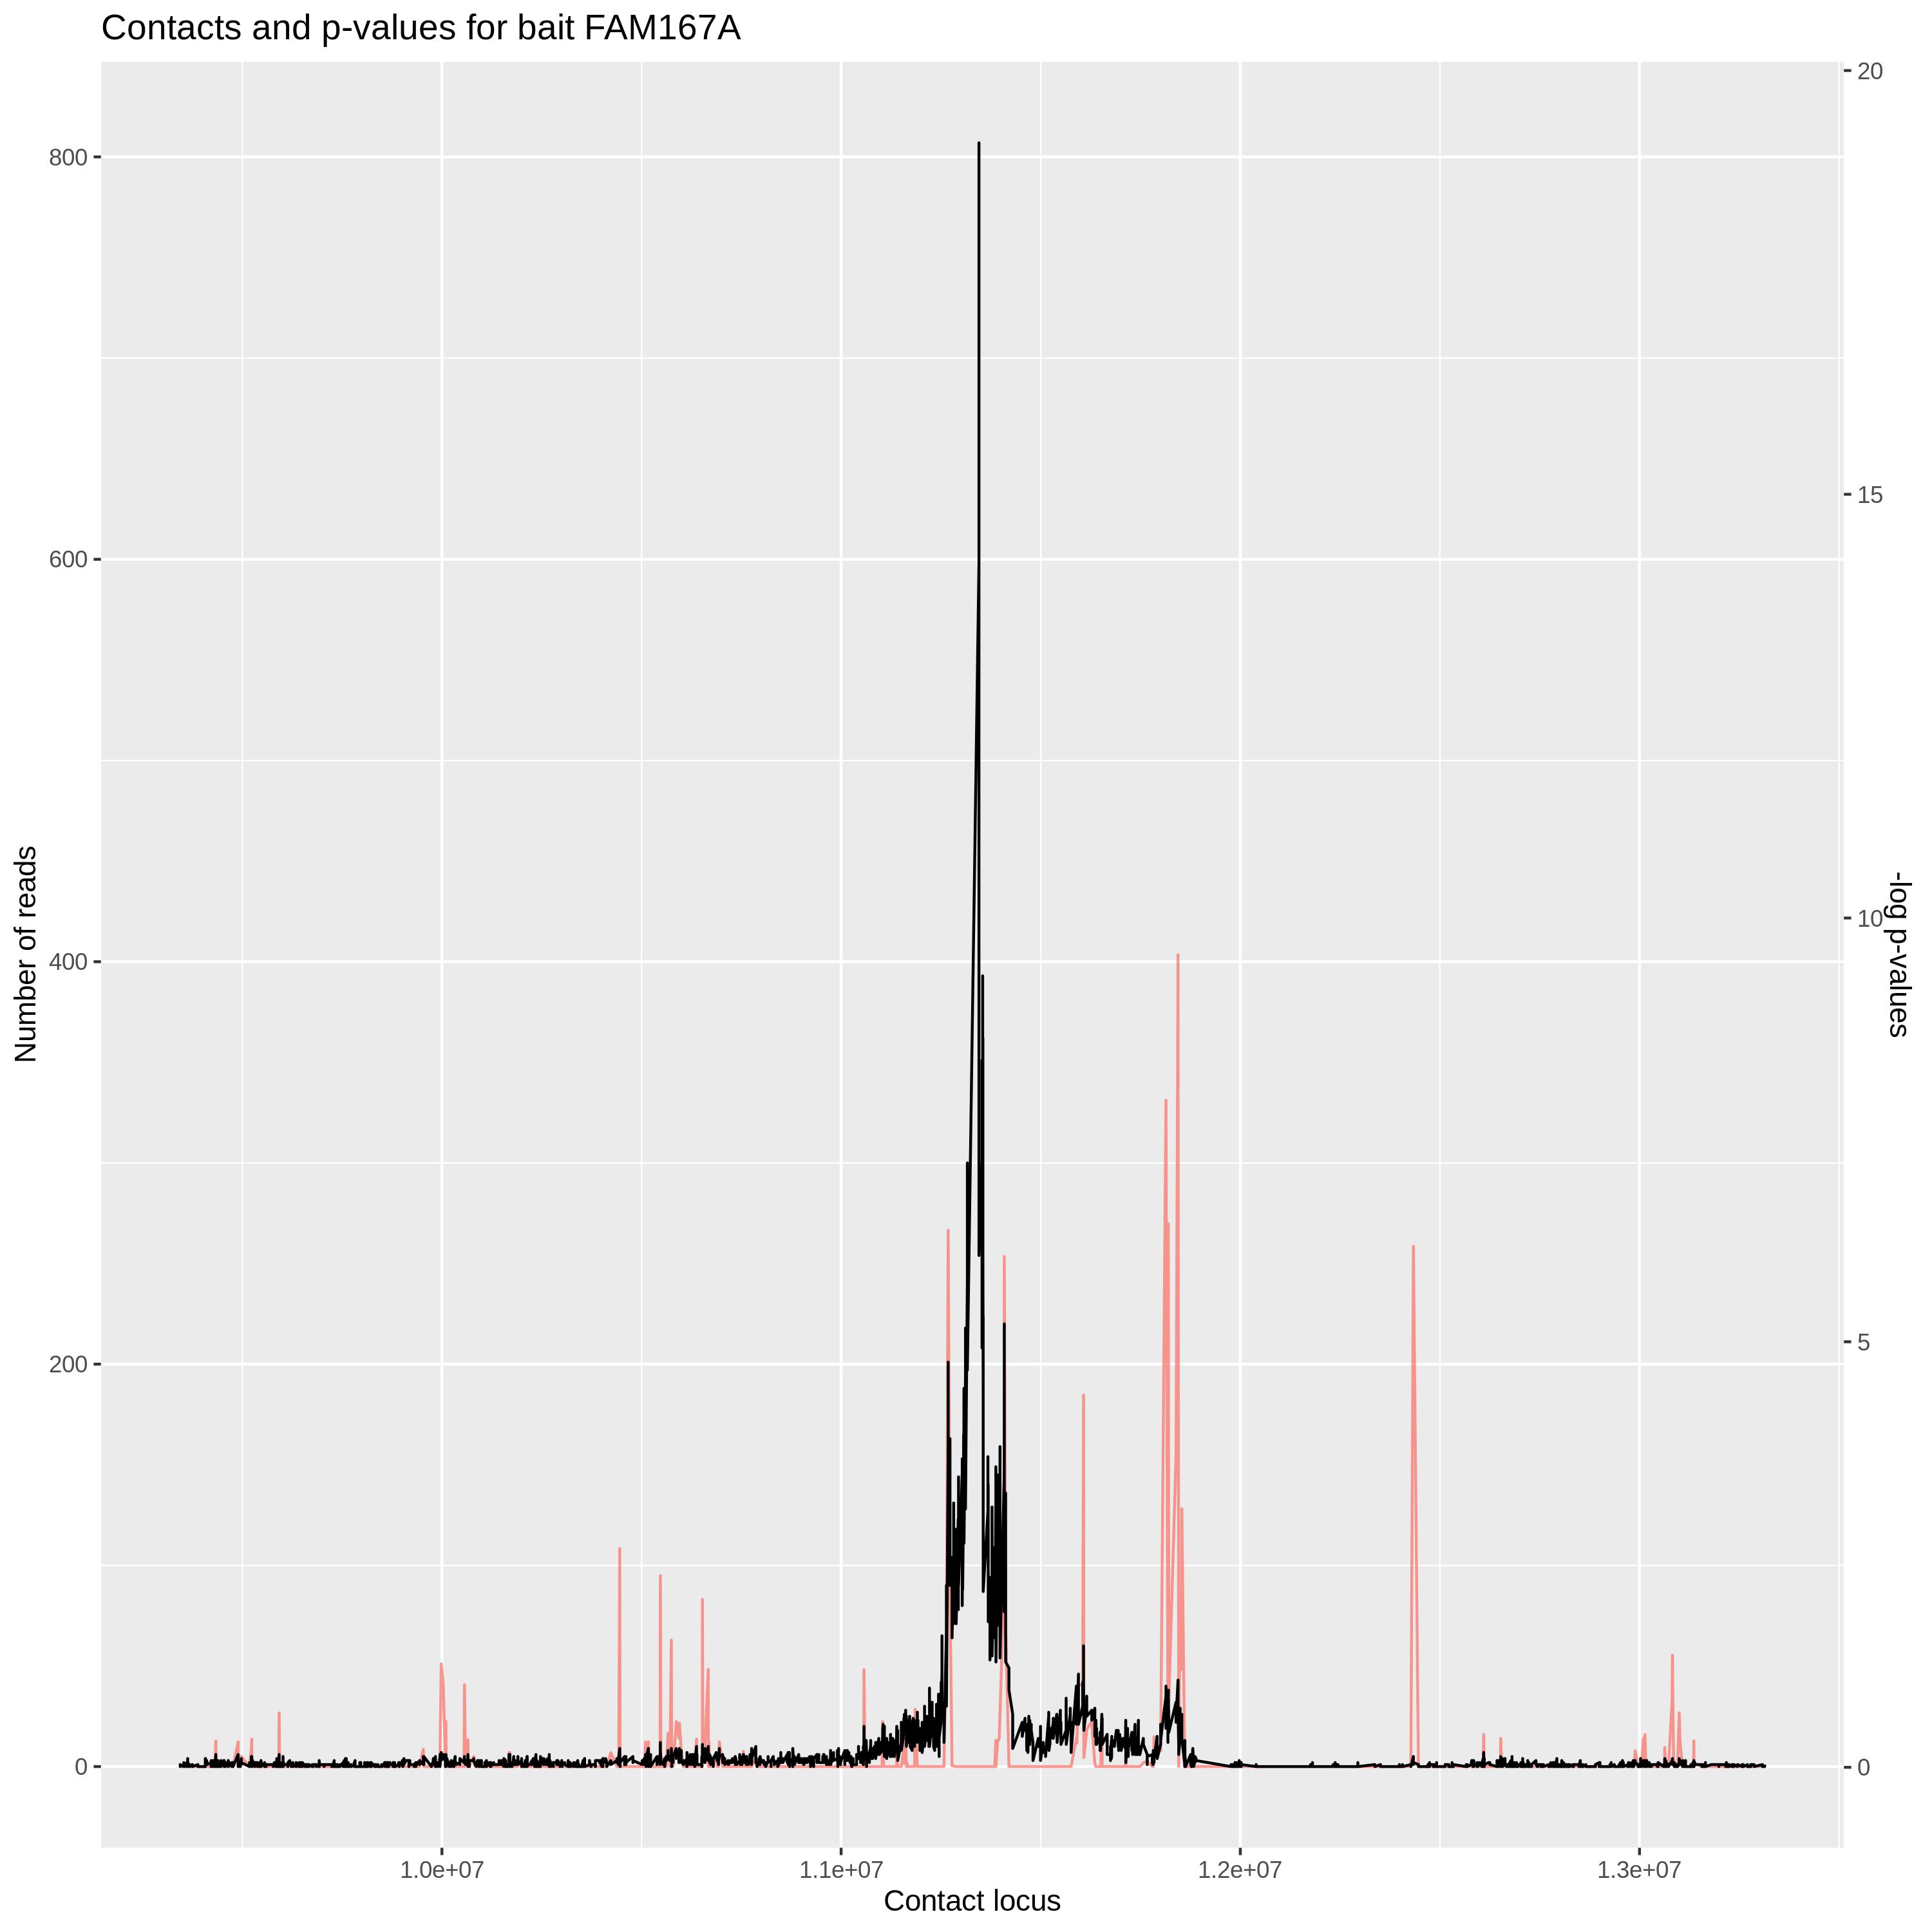 Contacts and p-values for bait FAM167A
Number of reads
800
600
400
200
0
20
15
10
5
0
-log p-values
1.0e+07
1.1e+07
1.2e+07
1.3e+07
Contact locus